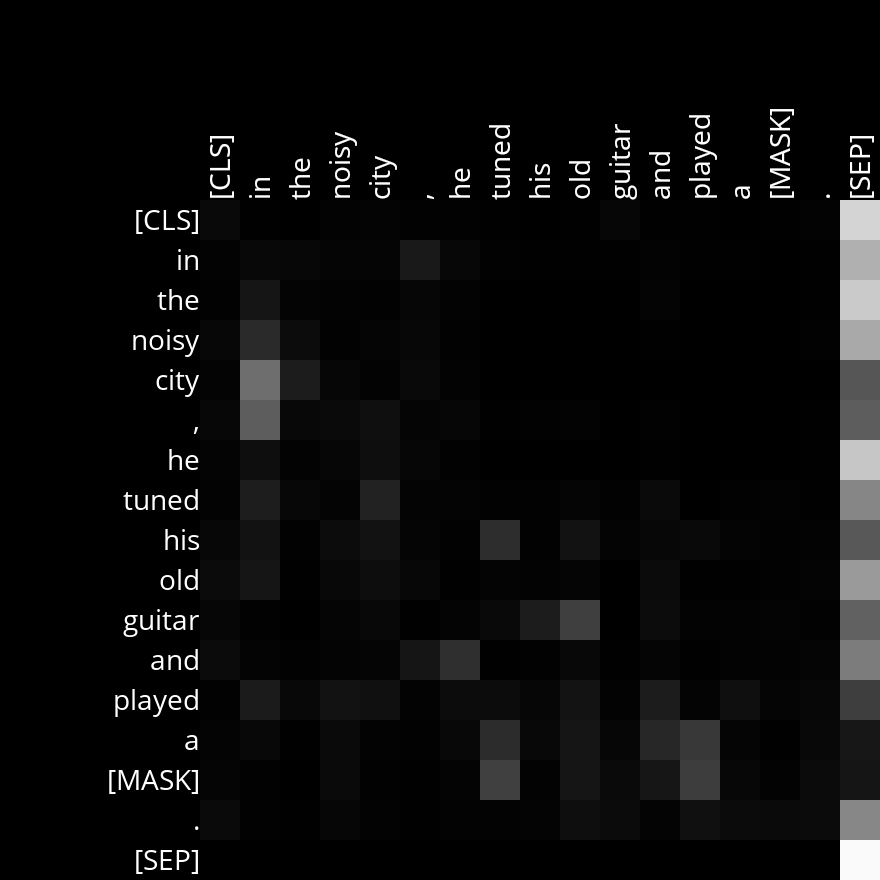 [CLS] in the noisy city , he tuned his old guitar and played a [MASK] . [SEP]
[CLS]
in
the
noisy
city
,
he
tuned
his
old
guitar
and
played
a
[MASK]
.
[SEP]